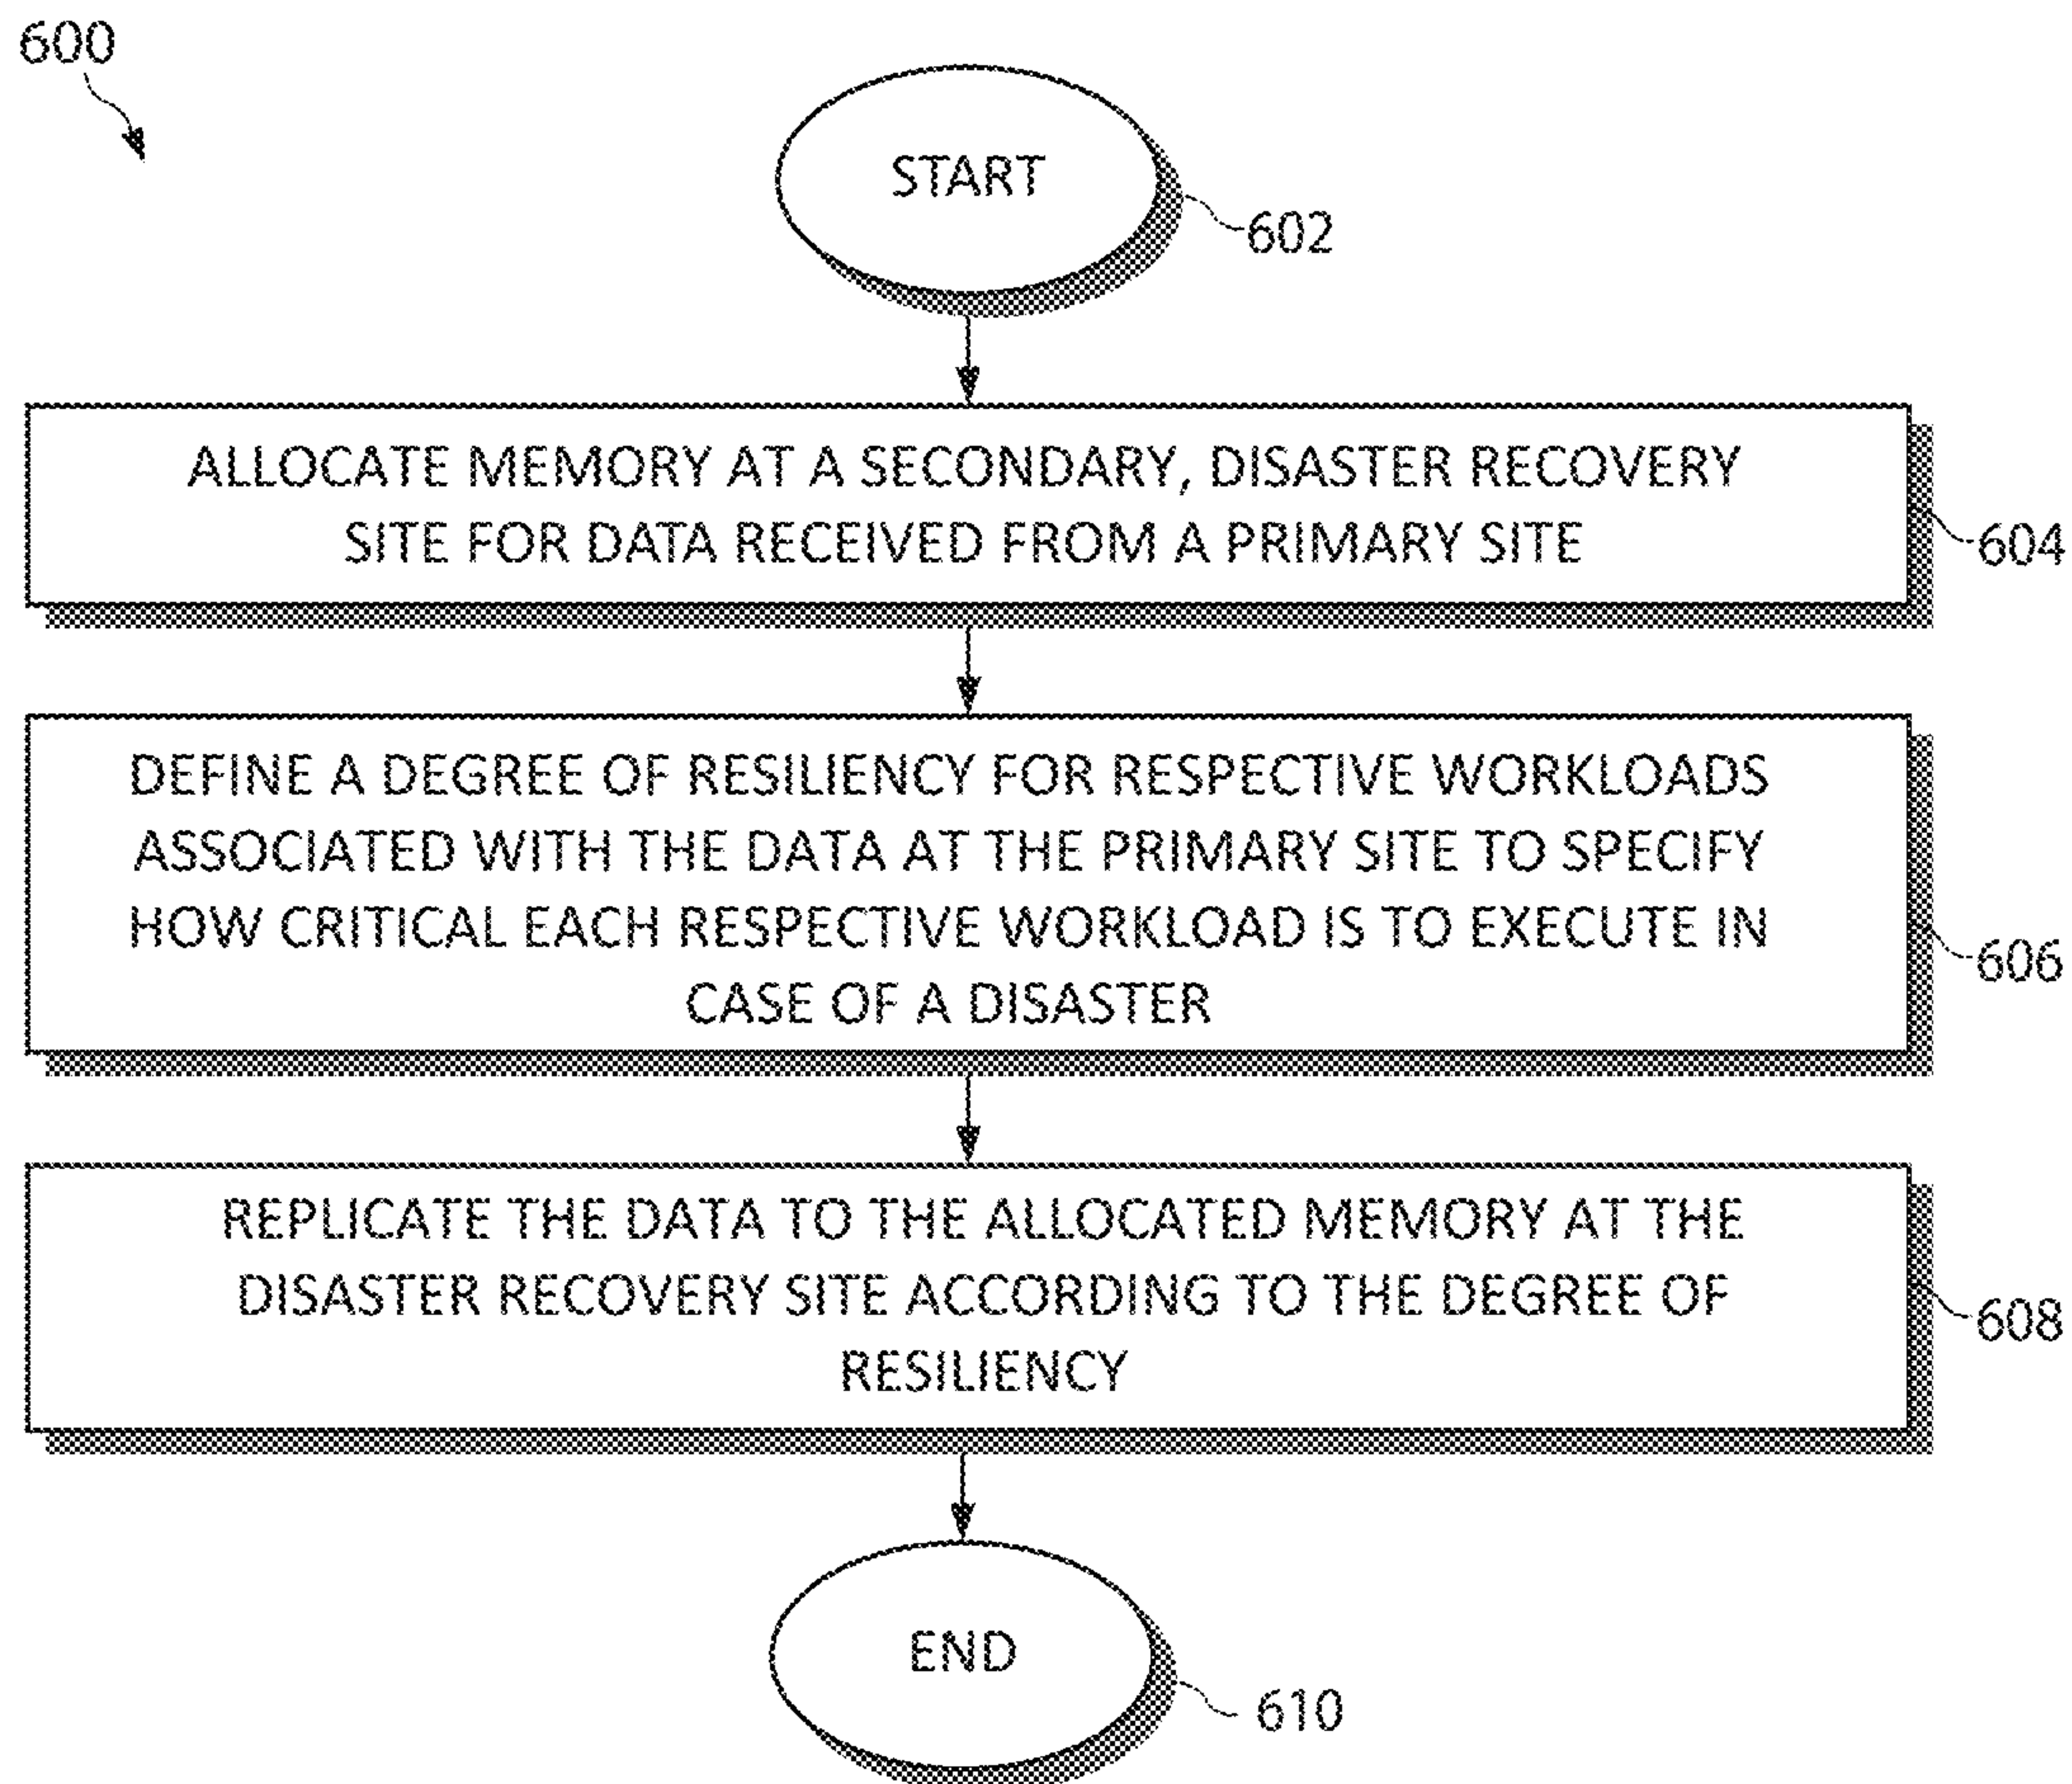 600
START
602
ALLOCATE MEMORY AT A SECONDARY, DISASTER RECOVERY
SITE FOR DATA RECEIVED FROM A PRIMARY SITE
604
DEFINE A DEGREE OF RESILIENCY FOR RESPECTIVE WORKLOADS
ASSOCIATED WITH THE DATA AT THE PRIMARY SITE TO SPECIFY
HOW CRITICAL EACH RESPECTIVE WORKLOAD IS TO EXECUTE IN
CASE OF A DISASTER
606
REPLICATE THE DATA TO THE ALLOCATED MEMORY AT THE
DISASTER RECOVERY SITE ACCORDING TO THE DEGREE OF
RESILIENCY
608
END
610